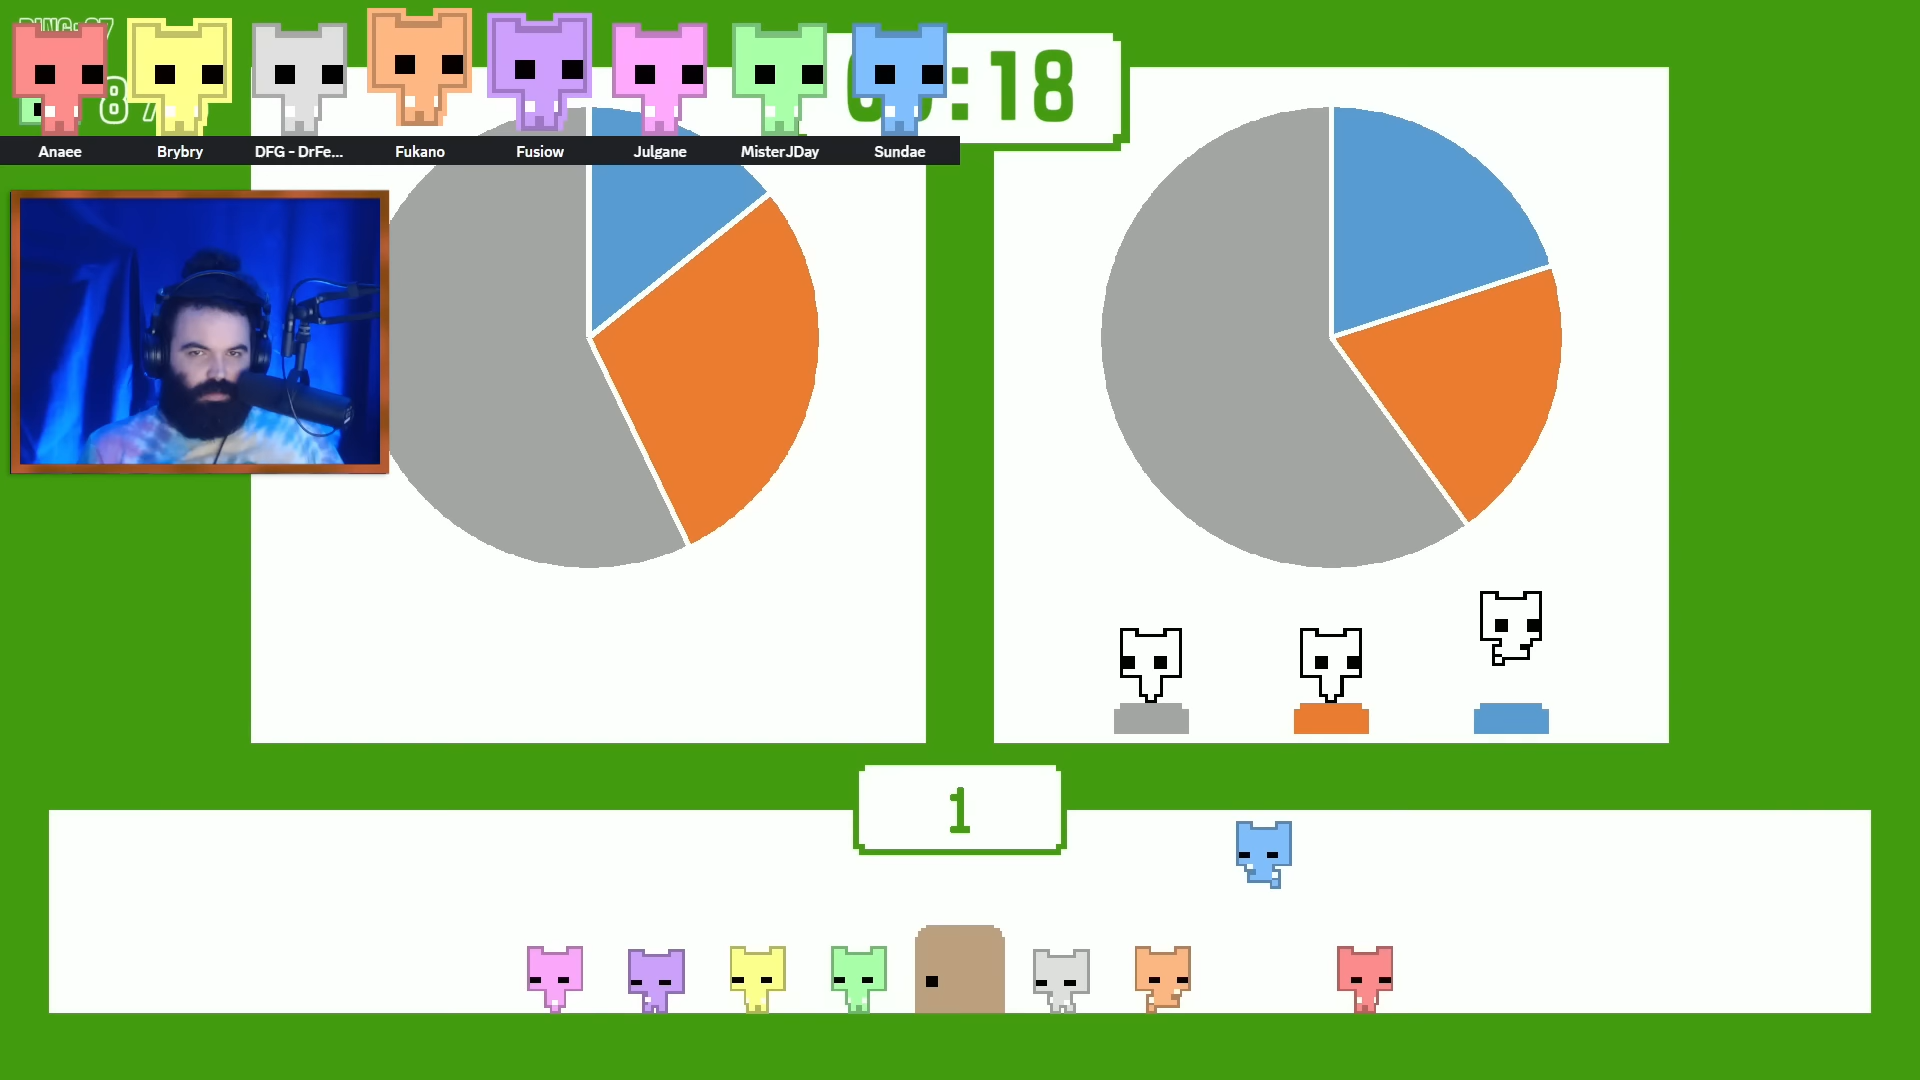 :18
Anaee
Brybry
DFG - DrFe...
Fukano
Fusiow
Julgane
MisterJDay
Sundae
1